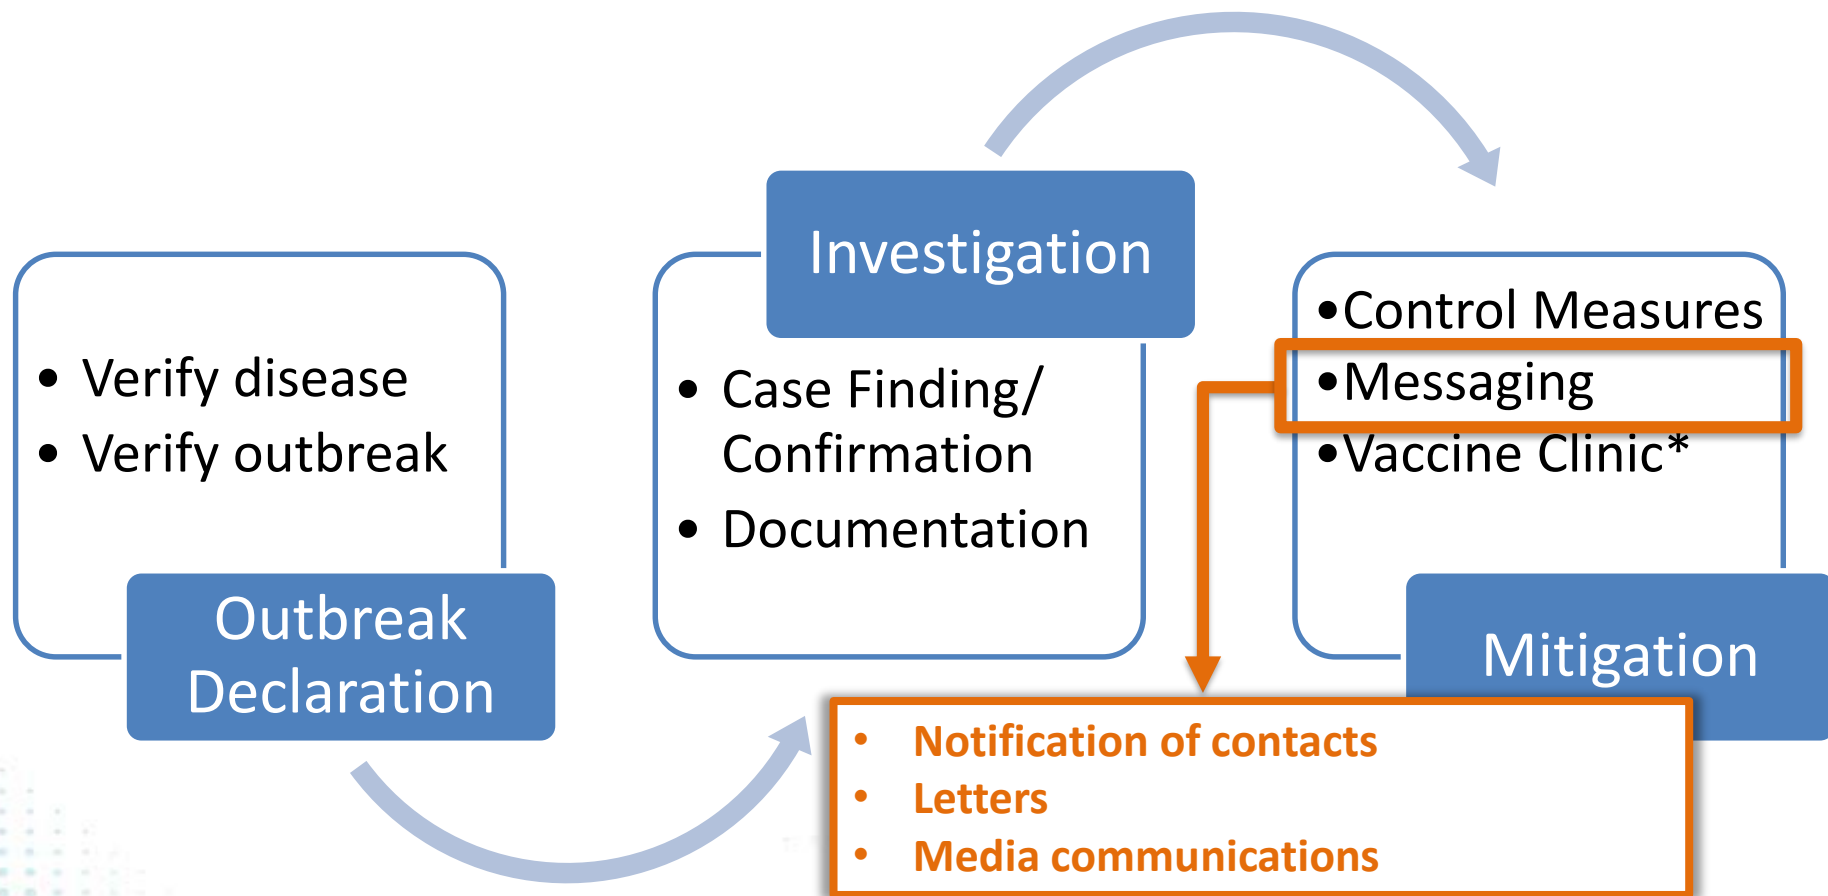 • Verify disease
• Verify outbreak
Outbreak
Declaration
Investigation
• Case Finding/
Confirmation
• Documentation
•Control Measures
•Messaging
•Vaccine Clinic*
Mitigation
• Notification of contacts
• Letters
• Media communications